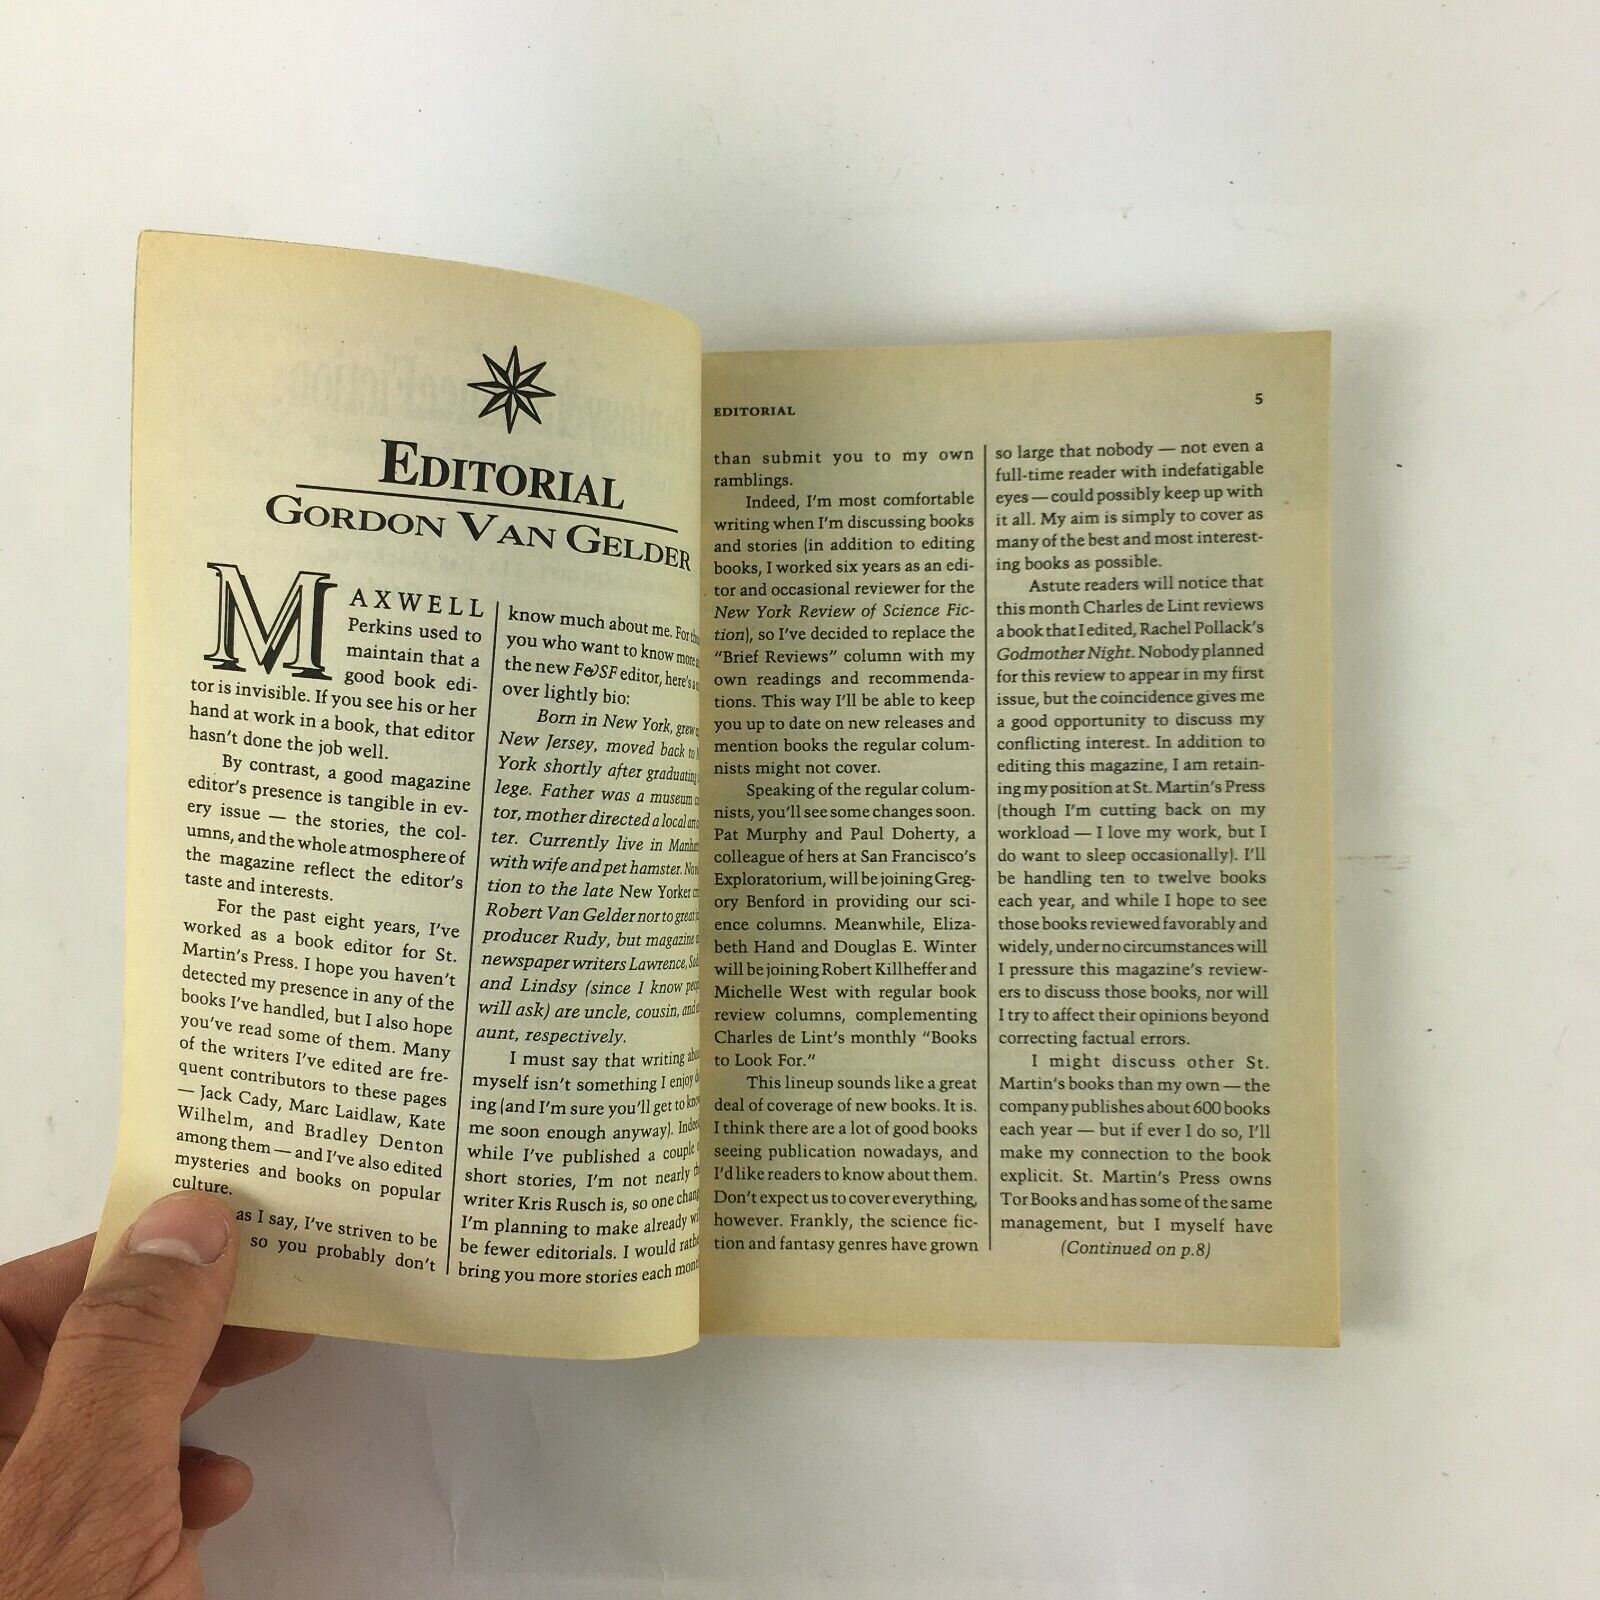 EDITORIAL
GORDON VAN GELDER
MAXWELL
Perkins used to
maintain that a
good book edi-
tor is invisible. If you see his or her
hand at work in a book, that editor
hasn't done the job well.
By contrast, a good magazine
editor's presence is tangible in ev-
ery issue — the stories, the col-
umns, and the whole atmosphere of
the magazine reflect the editor's
taste and interests.
For the past eight years, I've
worked as a book editor for St.
Martin's Press. I hope you haven't
detected my presence in any of the
books I've handled, but I also hope
you've read some of them. Many
of the writers I've edited are fre-
quent contributors to these pages
— Jack Cady, Marc Laidlaw, Kate
Wilhelm, and Bradley Denton
among them — and I've also edited
mysteries and books on popular
culture.
as I say, I've striven to be
so you probably don't
know much about me. For
you who want to know more
the new F&SF editor, here's a
over lightly bio:
Born in New York, grew
New Jersey, moved back to
York shortly after graduating
lege. Father was a museum
tor, mother directed a local
ter. Currently live in
with wife and pet hamster. No
tion to the late New Yorker
Robert Van Gelder nor to
producer Rudy, but magazine
newspaper writers Lawrence,
and Lindsy (since I know
will ask) are uncle, cousin, and
aunt, respectively.
I must say that writing
myself isn't something I enjoy
ing (and I'm sure you'll get to
me soon enough anyway). Indeed
while I've published a couple
short stories, I'm not nearly
writer Kris Rusch is, so one
I'm planning to make already
be fewer editorials. I would
bring you more stories each
EDITORIAL 5
than submit you to my own
ramblings.
Indeed, I'm most comfortable
writing when I'm discussing books
and stories (in addition to editing
books, I worked six years as an edi-
tor and occasional reviewer for the
New York Review of Science Fic-
tion), so I've decided to replace the
"Brief Reviews" column with my
own readings and recommenda-
tions. This way I'll be able to keep
you up to date on new releases and
mention books the regular colum-
nists might not cover.
Speaking of the regular colum-
nists, you'll see some changes soon.
Pat Murphy and Paul Doherty, a
colleague of hers at San Francisco's
Exploratorium, will be joining Greg-
ory Benford in providing our sci-
ence columns. Meanwhile, Eliza-
beth Hand and Douglas E. Winter
will be joining Robert Killheffer and
Michelle West with regular book
review columns, complementing
Charles de Lint's monthly "Books
to Look For."
This lineup sounds like a great
deal of coverage of new books. It is.
I think there are a lot of good books
seeing publication nowadays, and
I'd like readers to know about them.
Don't expect us to cover everything,
however. Frankly, the science fic-
tion and fantasy genres have grown
so large that nobody — not even a
full-time reader with indefatigable
eyes — could possibly keep up with
it all. My aim is simply to cover as
many of the best and most interest-
ing books as possible.
Astute readers will notice that
this month Charles de Lint reviews
a book that I edited, Rachel Pollack's
Godmother Night. Nobody planned
for this review to appear in my first
issue, but the coincidence gives me
a good opportunity to discuss my
conflicting interest. In addition to
editing this magazine, I am retain-
ing my position at St. Martin's Press
(though I'm cutting back on my
workload — I love my work, but I
do want to sleep occasionally). I'll
be handling ten to twelve books
each year, and while I hope to see
those books reviewed favorably and
widely, under no circumstances will
I pressure this magazine's review-
ers to discuss those books, nor will
I try to affect their opinions beyond
correcting factual errors.
I might discuss other St.
Martin's books than my own — the
company publishes about 600 books
each year — but if ever I do so, I'll
make my connection to the book
explicit. St. Martin's Press owns
Tor Books and has some of the same
management, but I myself have
(Continued on p.8)